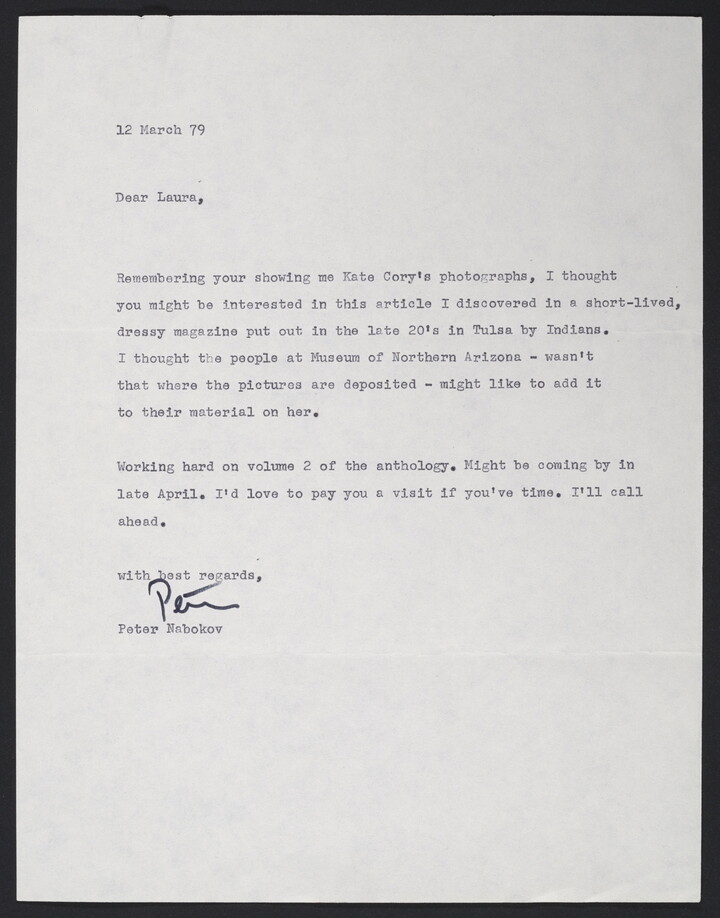 12 March 79
Dear Laura,
Remembering your showing me Kate Cory's photographs, I thought
you might be interested in this article I discovered in a short-lived,
dressy magazine put out in the late 20's in Tulsa by Indians.
I thought the people at Museum of Northern Arizona - wasn't
that where the pictures are deposited - might like to add it
to their material on her.
Working hard on volume 2 of the anthology. Might be coming by in
late April. I'd love to pay you a visit if you've time. I'll call
ahead.
with best regards,
Peter
Peter Nabokov